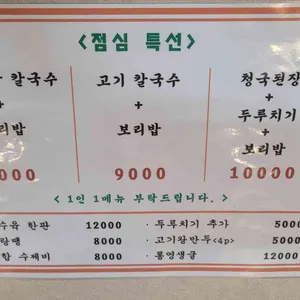 <점심 특선>
칼국수 고기 칼국수 청국된장
+ + +
보리밥 보리밥 두루치기
+
보리밥
000 9000 10000
<1인 1메뉴 부탁드립니다.>
수육 한판 12000 · 두루치기 추가 5000
8000 · 고기왕만두<4p> 5000
수제비 8000 · 통영생굴 12000